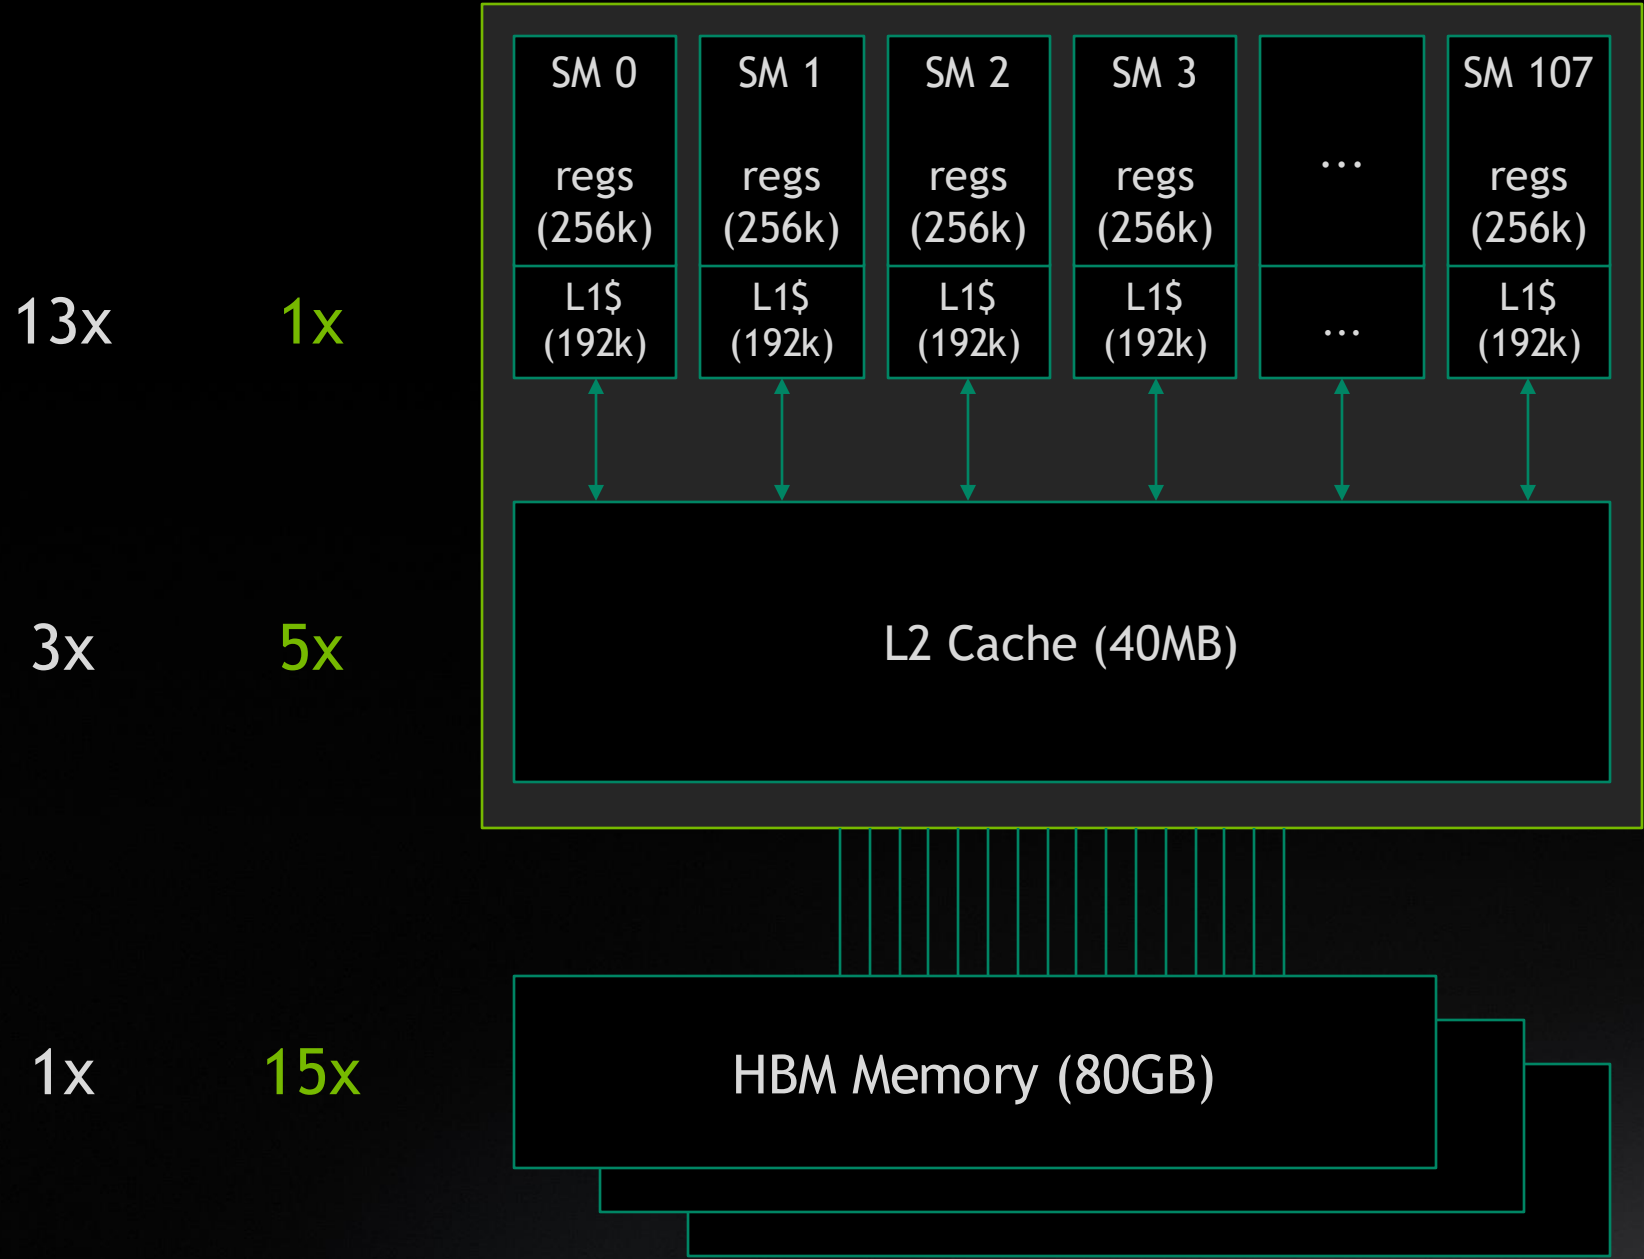 SM 0
regs
(256k)
L1$
(192k)
SM 1
regs
(256k)
L1$
(192k)
SM 2
regs
(256k)
L1$
(192k)
SM 3
regs
(256k)
L1$
(192k)
...
...
SM 107
regs
(256k)
L1$
(192k)
13x 1x
3x 5x
L2 Cache (40MB)
1x 15x
HBM Memory (80GB)